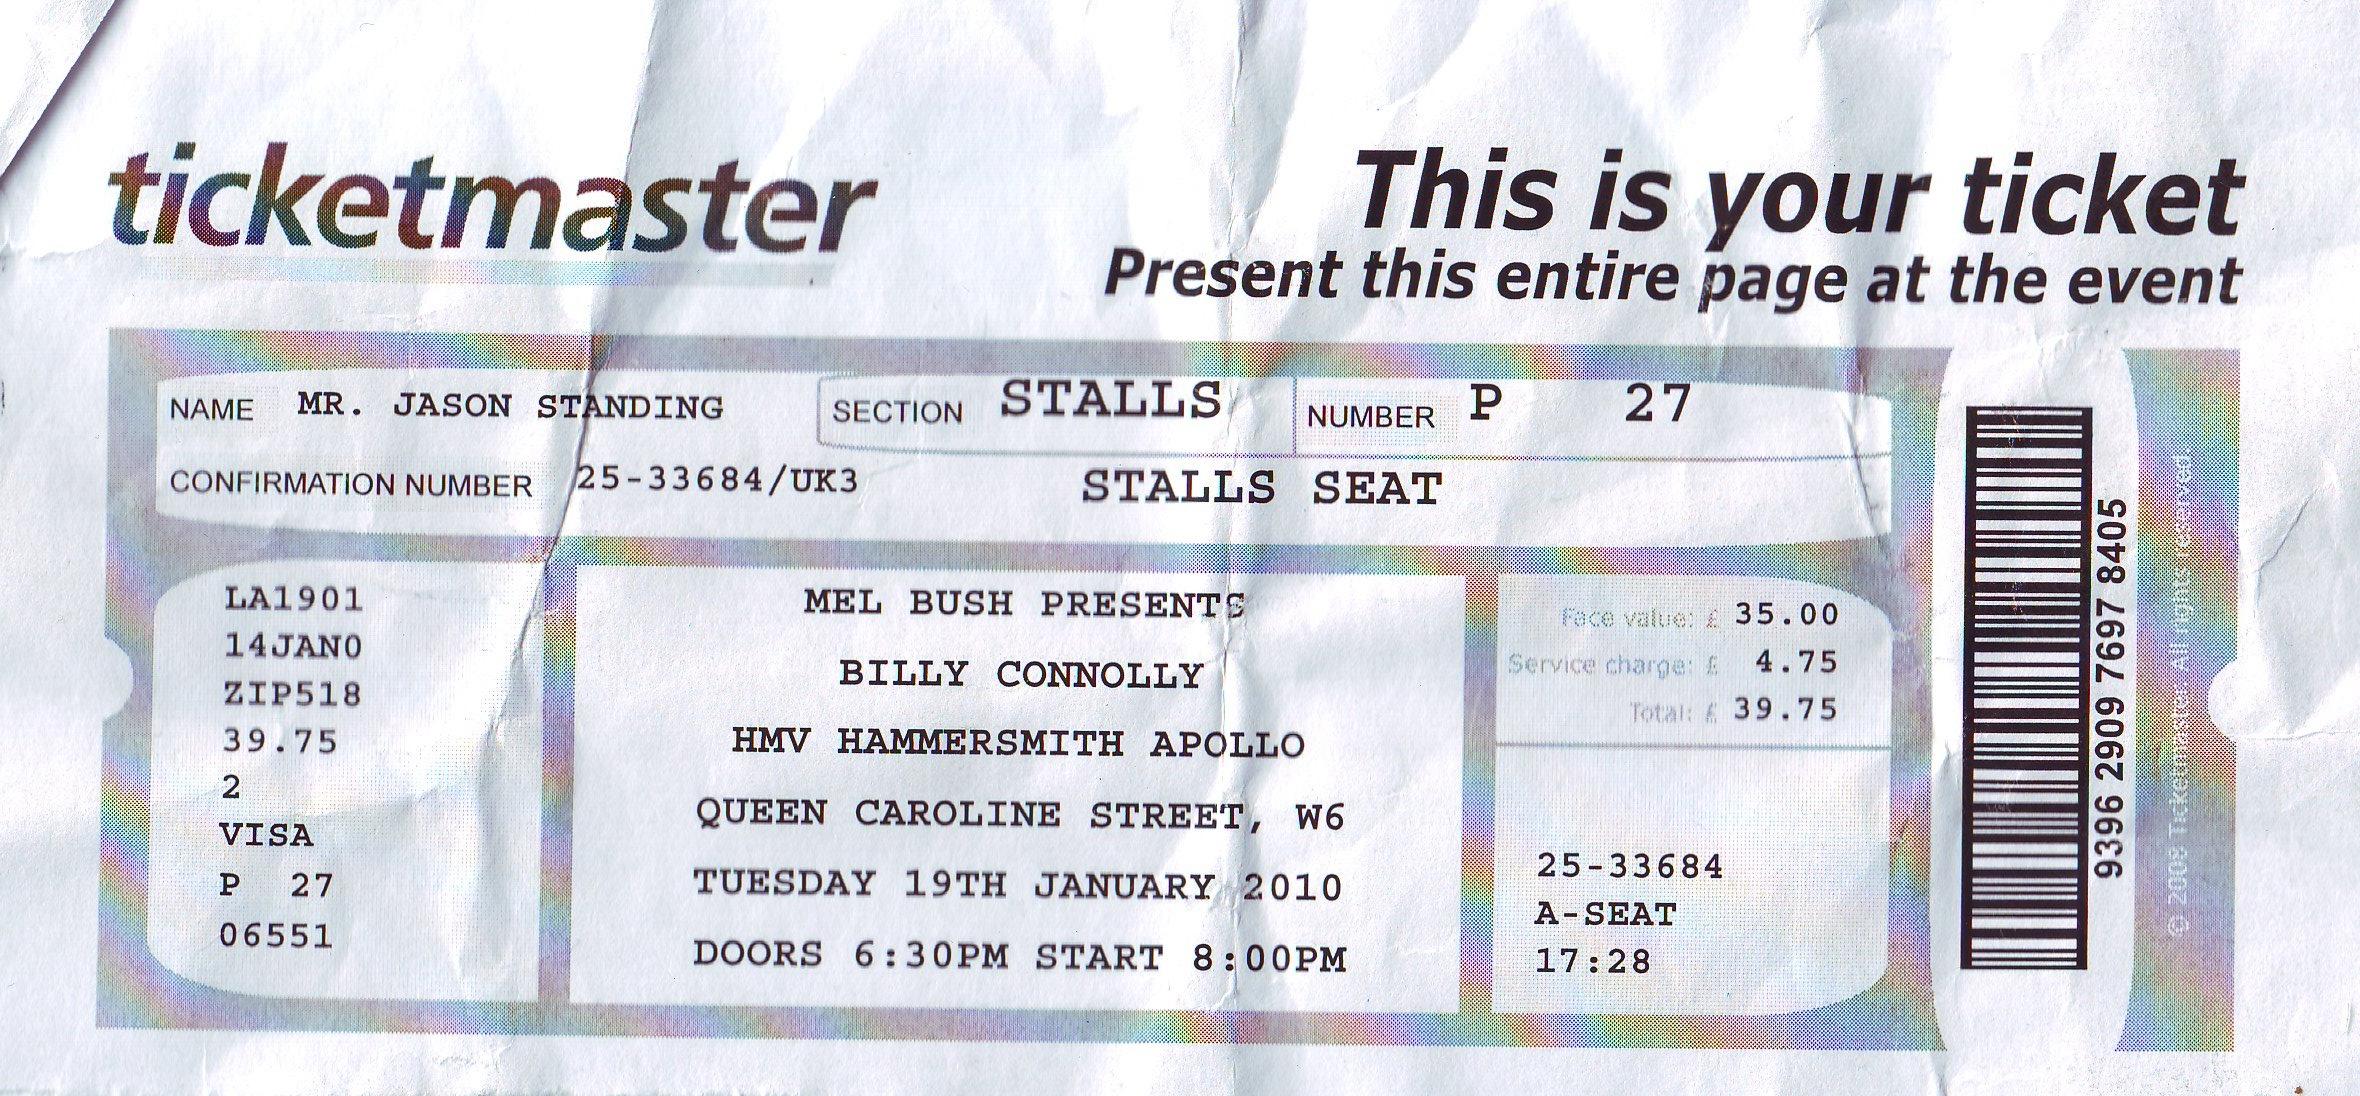 ticketmaster
This is your ticket
Present this entire page at the event
NAME MR. JASON STANDING SECTION STALLS NUMBER P 27
CONFIRMATION NUMBER 25-33684/UK3 STALLS SEAT
LA1901
14JAN0
ZIP518
39.75
2
VISA
P 27
06551
MEL BUSH PRESENTS
BILLY CONNOLLY
HMV HAMMERSMITH APOLLO
QUEEN CAROLINE STREET, W6
TUESDAY 19TH JANUARY 2010
DOORS 6:30PM START 8:00PM
Face value: £ 35.00
Service charge: £ 4.75
Total: £ 39.75
25-33684
A-SEAT
17:28
9396 2909 7697 8405
© 2008 Ticketmaster. All rights reserved.